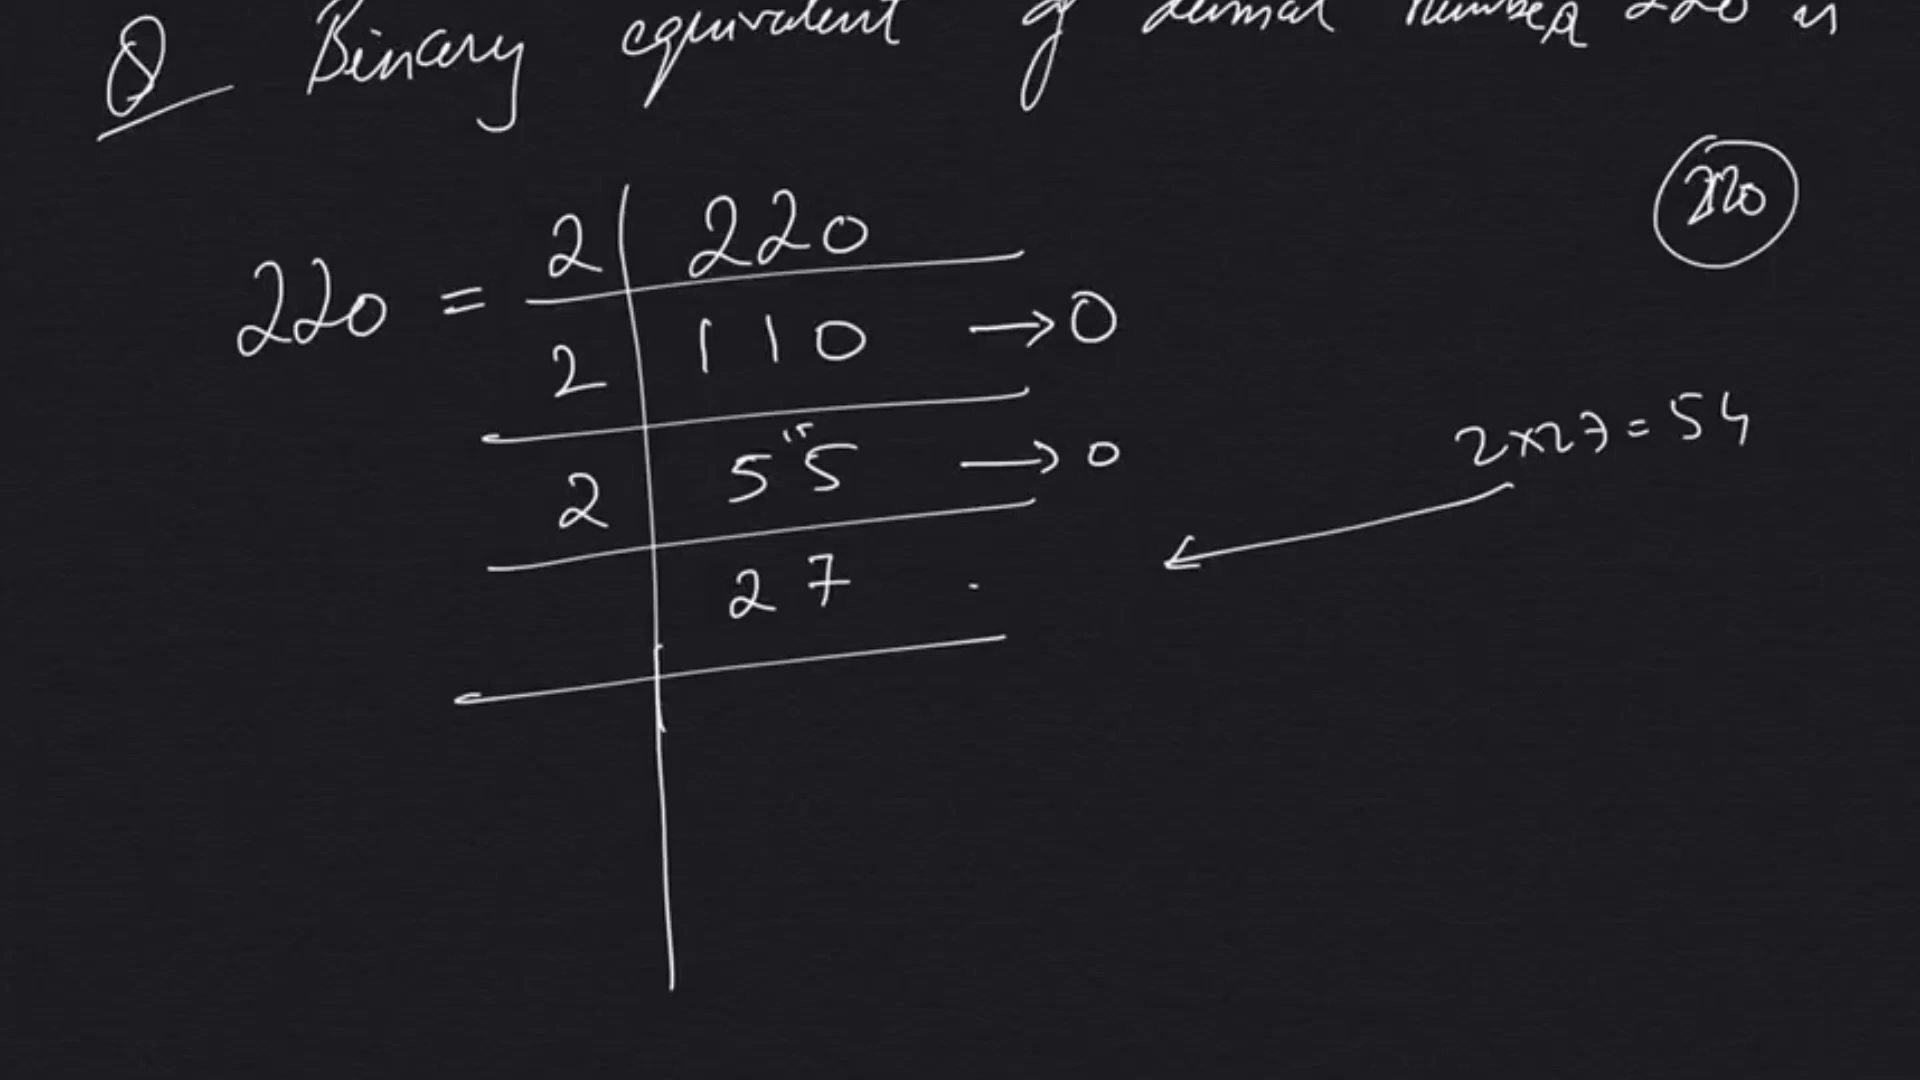 Q Binary equivalent of decimal number 220 is
220
220 = 2 220
2 110 → 0
2 55 → 0
2×27=54
27